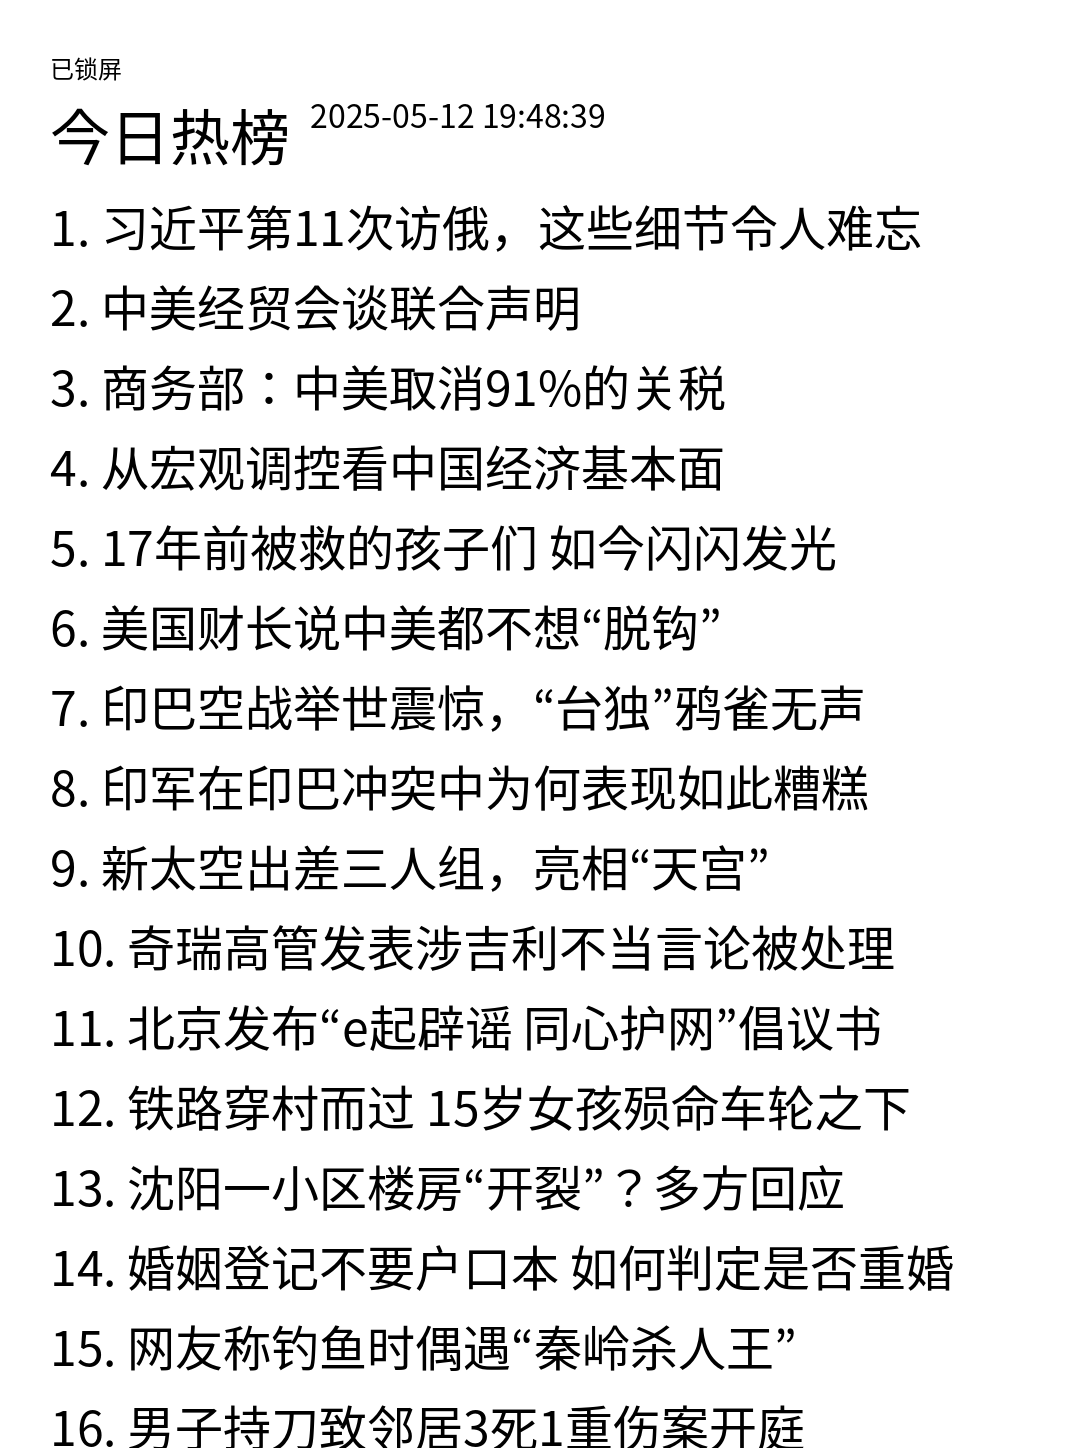 已锁屏
今日热榜 2025-05-12 19:48:39
1. 习近平第11次访俄，这些细节令人难忘
2. 中美经贸会谈联合声明
3. 商务部：中美取消91%的关税
4. 从宏观调控看中国经济基本面
5. 17年前被救的孩子们 如今闪闪发光
6. 美国财长说中美都不想“脱钩”
7. 印巴空战举世震惊，“台独”鸦雀无声
8. 印军在印巴冲突中为何表现如此糟糕
9. 新太空出差三人组，亮相“天宫”
10. 奇瑞高管发表涉吉利不当言论被处理
11. 北京发布“e起辟谣 同心护网”倡议书
12. 铁路穿村而过 15岁女孩殒命车轮之下
13. 沈阳一小区楼房“开裂”？多方回应
14. 婚姻登记不要户口本 如何判定是否重婚
15. 网友称钓鱼时偶遇“秦岭杀人王”
16. 男子持刀致邻居3死1重伤案开庭